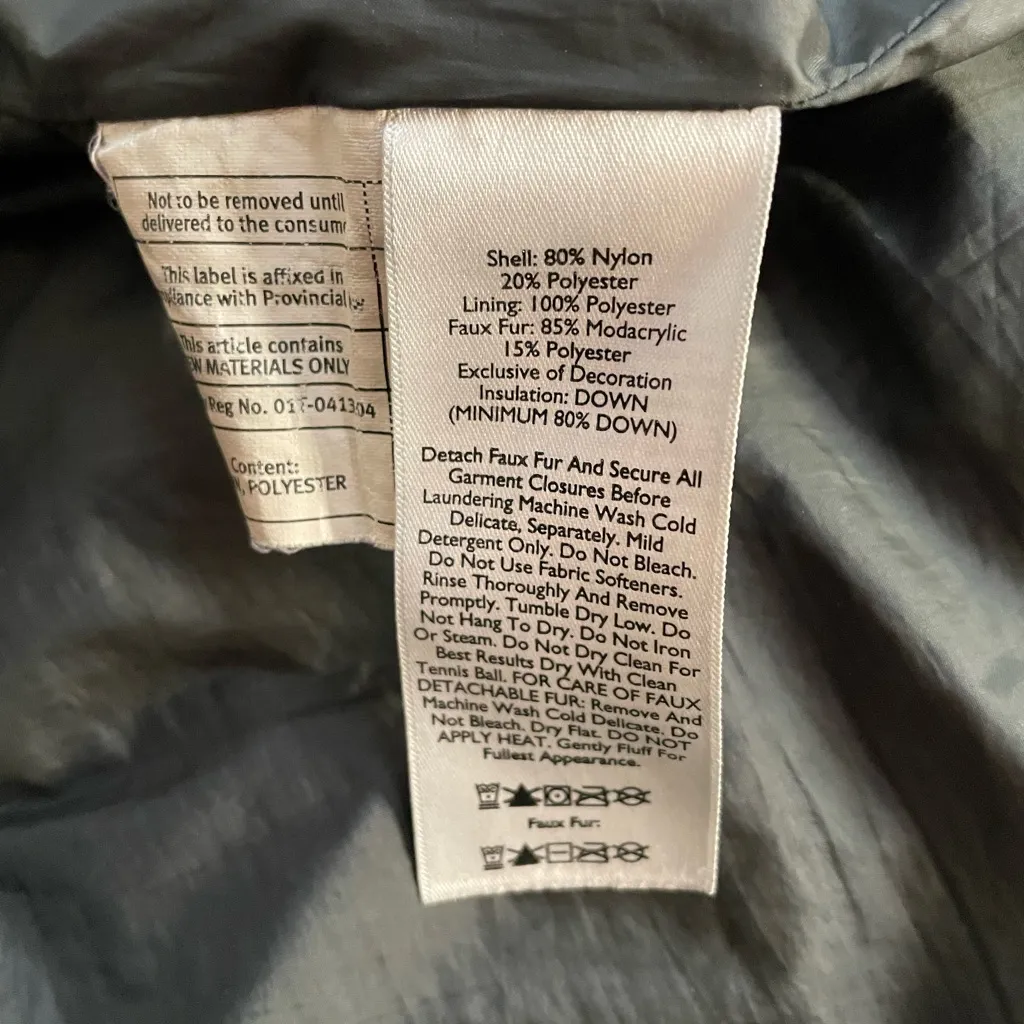 Not to be removed until
delivered to the
This label is affixed in
with Provincial
This article contains
MATERIALS ONLY
Reg No.
Content:
POLYESTER
Shell: 80% Nylon
20% Polyester
Lining: 100% Polyester
Faux Fur: 85% Modacrylic
15% Polyester
Exclusive of Decoration
Insulation: DOWN
(MINIMUM 80% DOWN)
Detach Faux Fur And Secure All
Garment Closures Before
Laundering Machine Wash Cold
Delicate, Separately. Mild
Detergent Only. Do Not Bleach.
Do Not Use Fabric Softeners.
Rinse Thoroughly And Remove
Promptly. Tumble Dry Low. Do
Not Hang To Dry. Do Not Iron
Or Steam. Do Not Dry Clean For
Best Results Dry With Clean
Tennis Ball. FOR CARE OF FAUX
DETACHABLE FUR: Remove And
Machine Wash Cold Delicate. Do
Not Bleach. Dry Flat. DO NOT
APPLY HEAT. Gently Fluff For
Fullest Appearance.
Faux Fur: